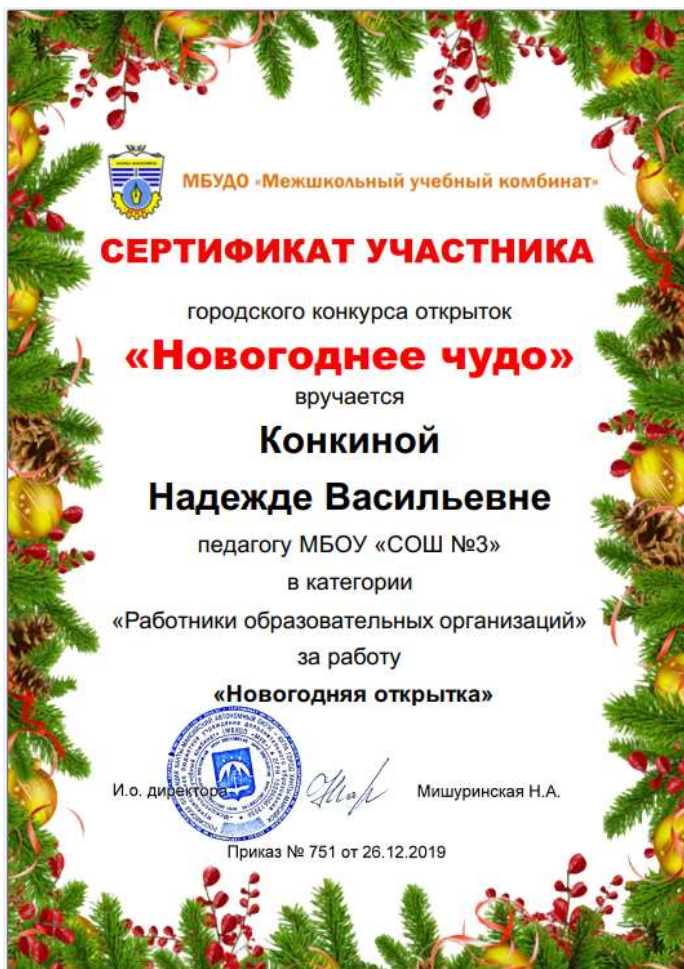 МБУДО «Межшкольный учебный комбинат»
СЕРТИФИКАТ УЧАСТНИКА
городского конкурса открыток
«Новогоднее чудо»
вручается
Конкиной
Надежде Васильевне
педагогу МБОУ «СОШ №3»
в категории
«Работники образовательных организаций»
за работу
«Новогодняя открытка»
И.о. директора
Мишуринская Н.А.
Приказ № 751 от 26.12.2019